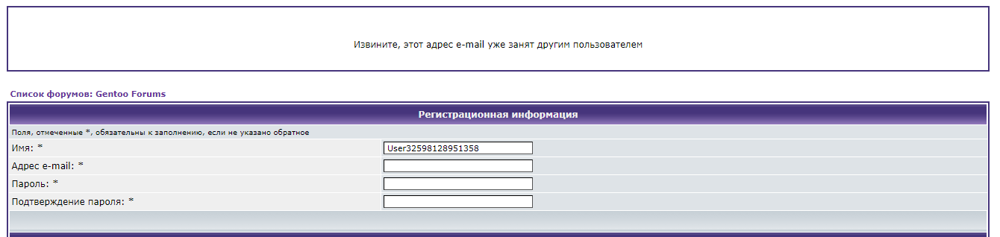 Извините, этот адрес e-mail уже занят другим пользователем
Список форумов: Gentoo Forums
Регистрационная информация
Поля, отмеченные *, обязательны к заполнению, если не указано обратное
Имя: * User32598128951358
Адрес e-mail: *
Пароль: *
Подтверждение пароля: *